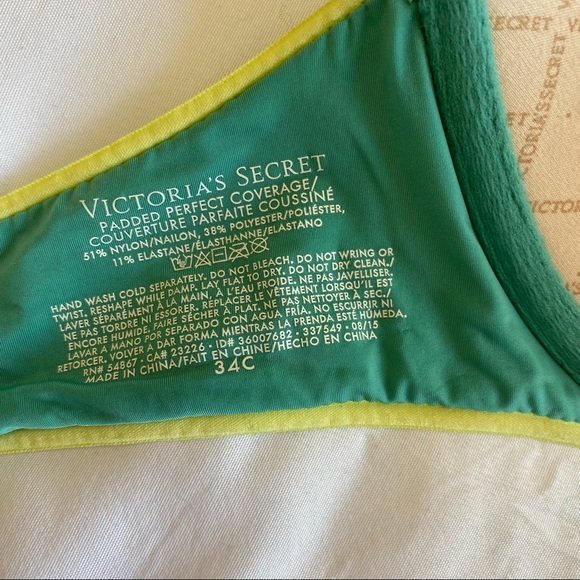 VICTORIA'S SECRET
PADDED PERFECT COVERAGE/
COUVERTURE PARFAITE COUSSINÉ
51% NYLON/NAILON, 38% POLYESTER/POLIÉSTER,
11% ELASTANE/ÉLASTHANNE/ELASTANO
HAND WASH COLD SEPARATELY. DO NOT BLEACH. DO NOT WRING OR
TWIST. RESHAPE WHILE DAMP. LAY FLAT TO DRY. DO NOT DRY CLEAN./
LAVER SÉPARÉMENT À LA MAIN, À L'EAU FROIDE. NE PAS JAVELLISER.
NE PAS TORDRE NI ESSORER. REPLACER LE VÊTEMENT LORSQU'IL EST
ENCORE HUMIDE. FAIRE SÉCHER À PLAT. NE PAS NETTOYER À SEC./
LAVAR A MANO POR SEPARADO CON AGUA FRÍA. NO ESCURRIR NI
RETORCER. VOLVER A DAR FORMA MIENTRAS LA PRENDA ESTÉ HÚMEDA.
RN# 54867 • CA# 23226 • ID# 36007682 • 337549 • 08/15
MADE IN CHINA/FAIT EN CHINE/HECHO EN CHINA
34C
SECRET
VICTORIA'S SECRET
VICTOR